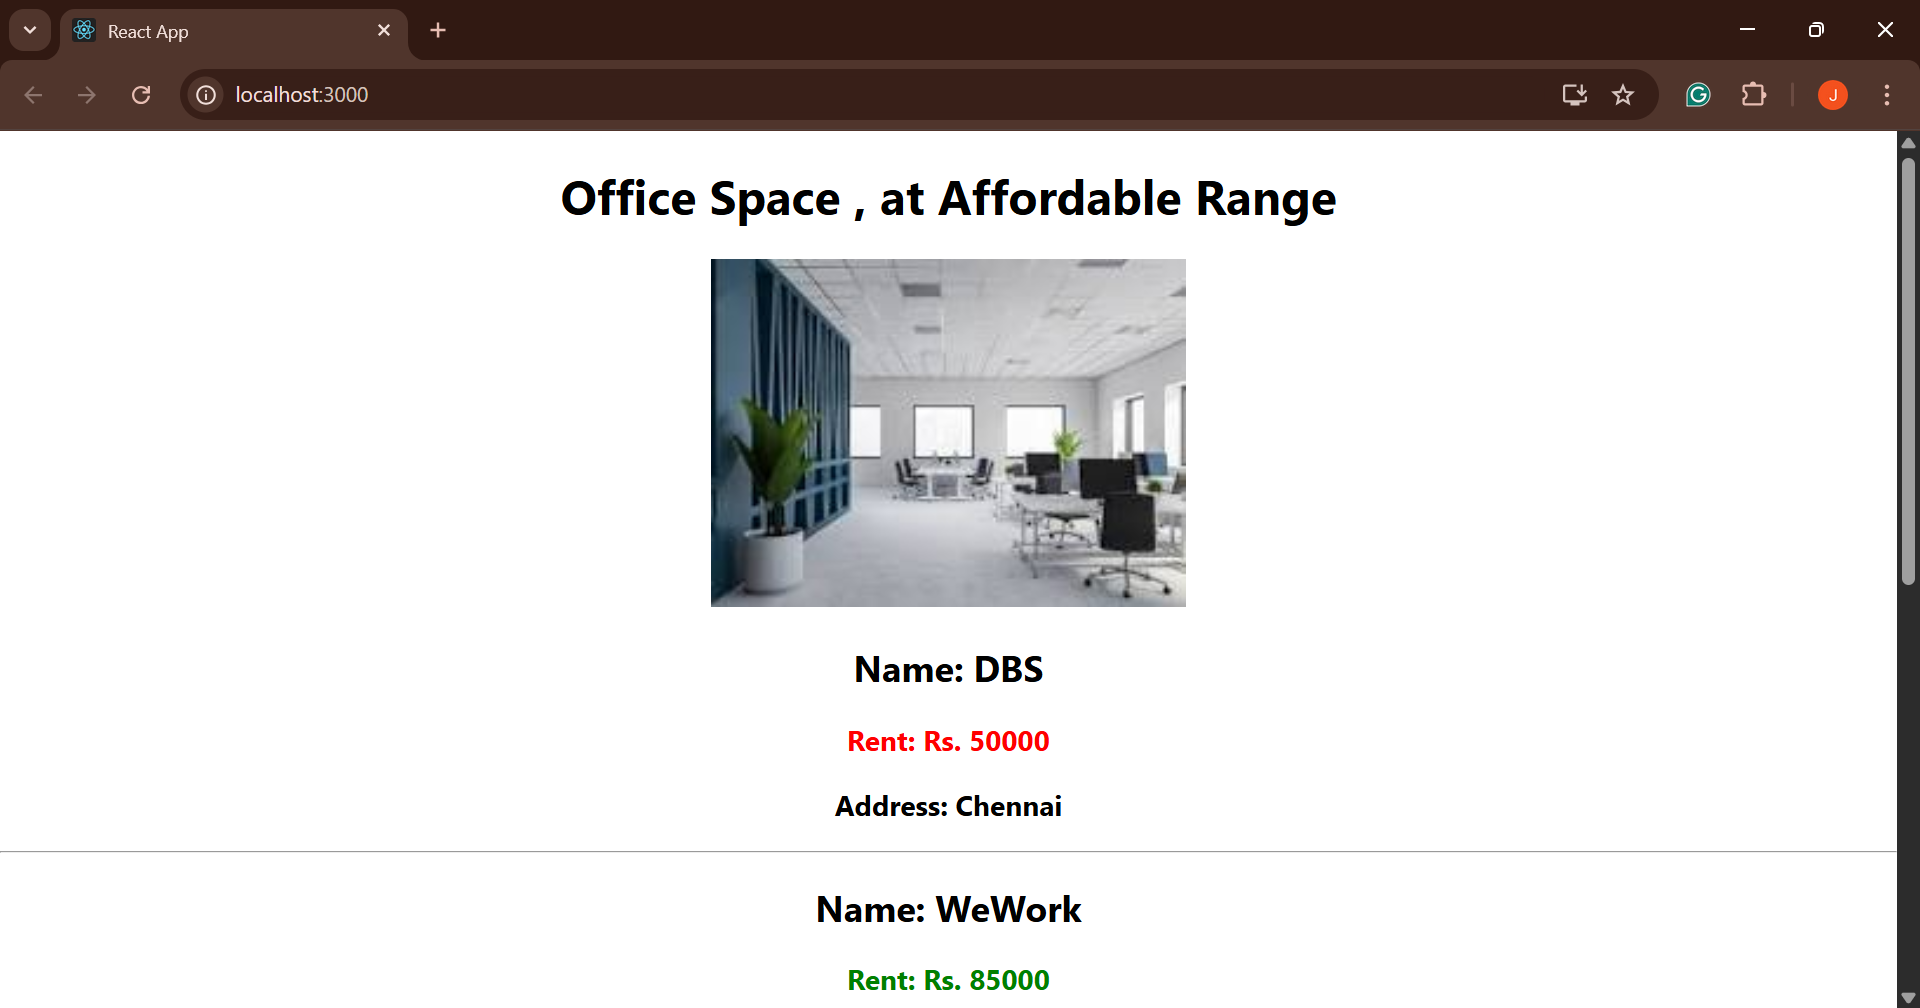 React App
localhost:3000
J
Office Space , at Affordable Range
Name: DBS
Rent: Rs. 50000
Address: Chennai
Name: WeWork
Rent: Rs. 85000